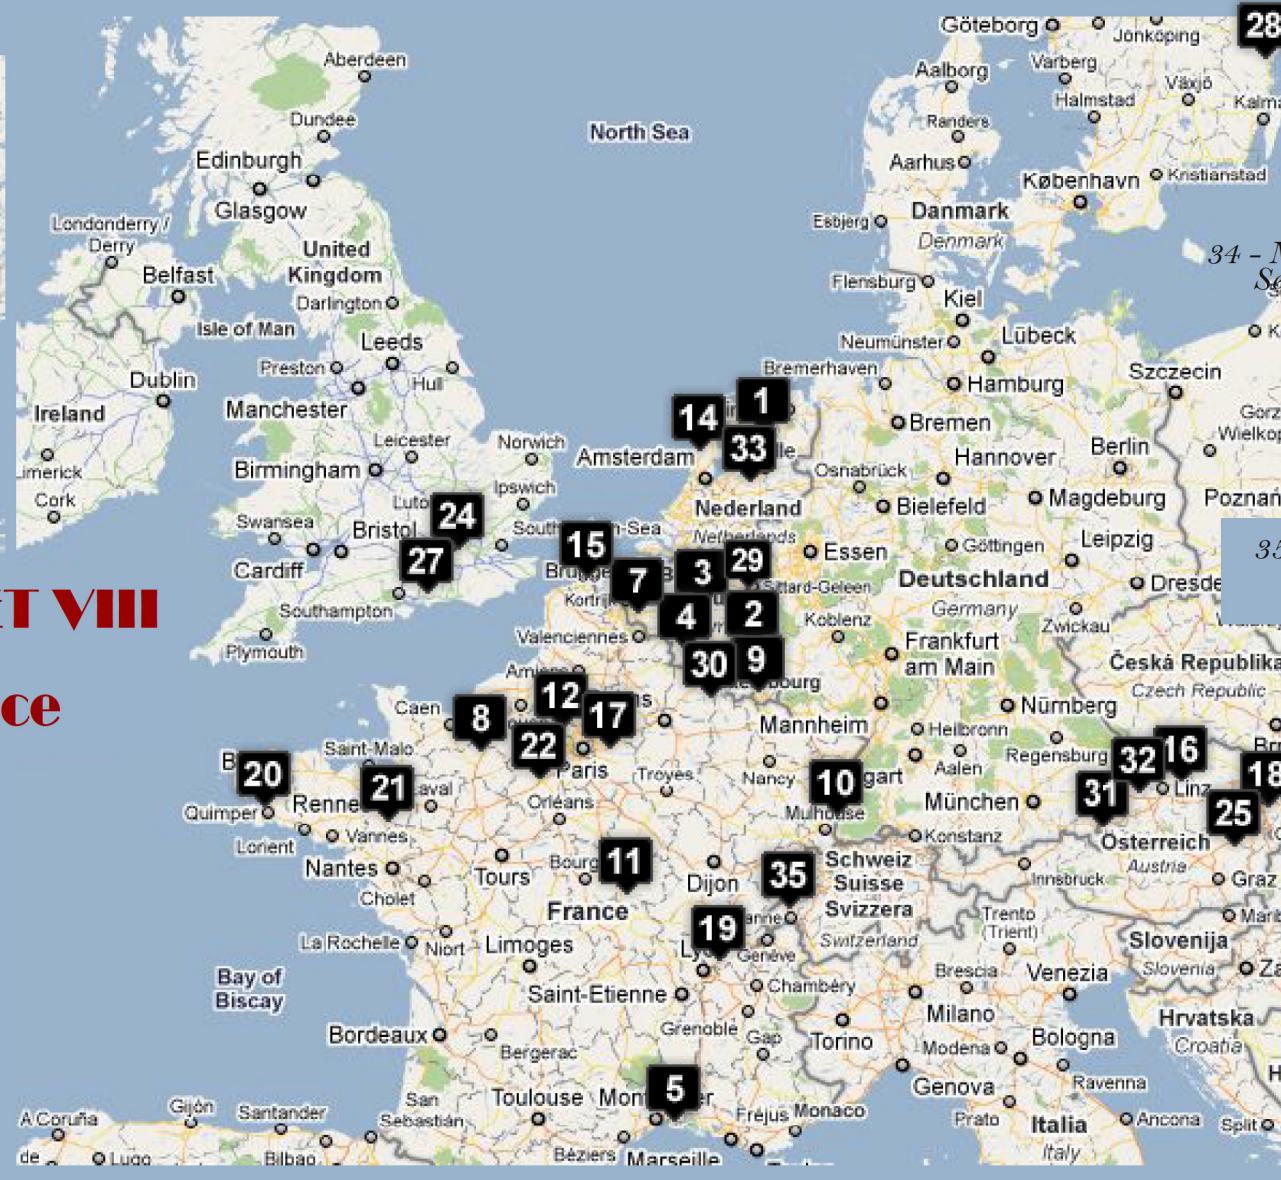 Göteborg
Jönköping
28
Aberdeen
Aalborg
Varberg
Växjö
Halmstad
Dundee
Randers
North Sea
Edinburgh
Aarhus
København
Kristianstad
Glasgow
Londonderry /
Derry
Esbjerg
Danmark
Denmark
United
Kingdom
34 -
Belfast
Flensburg
Darlington
Kiel
Isle of Man
Leeds
Neumünster
Lübeck
Preston
Hull
Bremerhaven
Szczecin
Dublin
Hamburg
Ireland
Manchester
1
14
Bremen
Leicester
Norwich
33
Amsterdam
Hannover
Berlin
Birmingham
Osnabrück
Ipswich
Cork
Nederland
Bielefeld
Magdeburg
Poznań
24
Swansea
Bristol
Netherlands
15
Göttingen
Leipzig
35
Essen
27
Cardiff
3
29
7
Sittard-Geleen
Deutschland
Germany
Kortrijk
VIII
Southampton
4
2
Koblenz
Zwickau
Valenciennes
Frankfurt
am Main
Plymouth
30
9
Česká Republika
Czech Republic
12
Caen
8
17
Nürnberg
Mannheim
Heilbronn
Saint-Malo
22
Regensburg
32
16
20
Paris
Troyes
Nancy
10
Aalen
18
21
31
Linz
Quimper
Orléans
Mulhouse
München
25
Vannes
Konstanz
Lorient
Österreich
Austria
Nantes
Tours
11
Dijon
35
Schweiz
Suisse
Svizzera
Switzerland
Innsbruck
Graz
Cholet
France
19
Trento
(Trient)
La Rochelle
Niort
Limoges
Genève
Slovenija
Slovenia
Bay of
Biscay
Brescia
Venezia
Saint-Etienne
Chambéry
Milano
Hrvatska
Croatia
Bordeaux
Grenoble
Gap
Torino
Modena
Bologna
Bergerac
Genova
Ravenna
5
San
Sebastián
Toulouse
Fréjus
Monaco
A Coruña
Gijón
Santander
Prato
Italia
Italy
Ancona
Split
de
Lugo
Bilbao
Béziers
Marseille